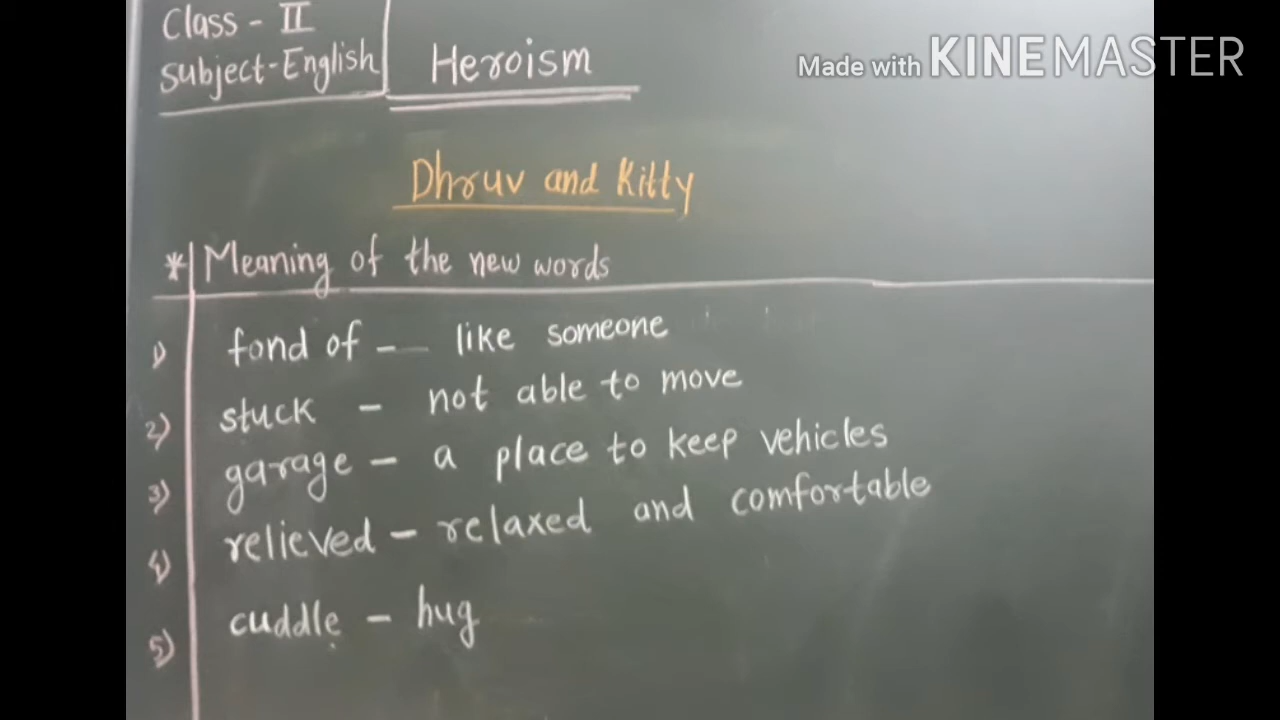 Class - II
Subject-English
Heroism
Made with KINEMASTER
Dhruv and Kitty
* Meaning of the new words
1) fond of - like someone
2) stuck - not able to move
3) garage - a place to keep vehicles
4) relieved - relaxed and comfortable
5) cuddle - hug